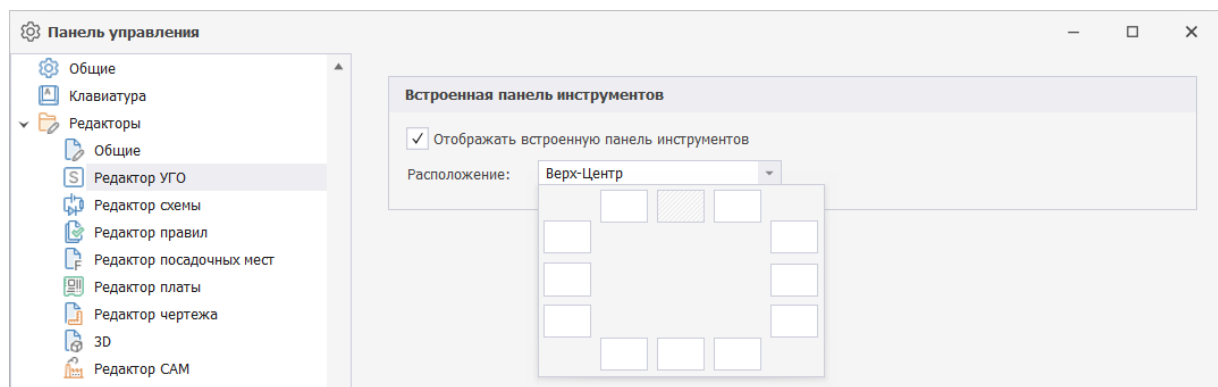 Панель управления
Общие
Клавиатура
Редакторы
Общие
Редактор УГО
Редактор схемы
Редактор правил
Редактор посадочных мест
Редактор платы
Редактор чертежа
3D
Редактор CAM
Встроенная панель инструментов
Отображать встроенную панель инструментов
Расположение: Верх-Центр